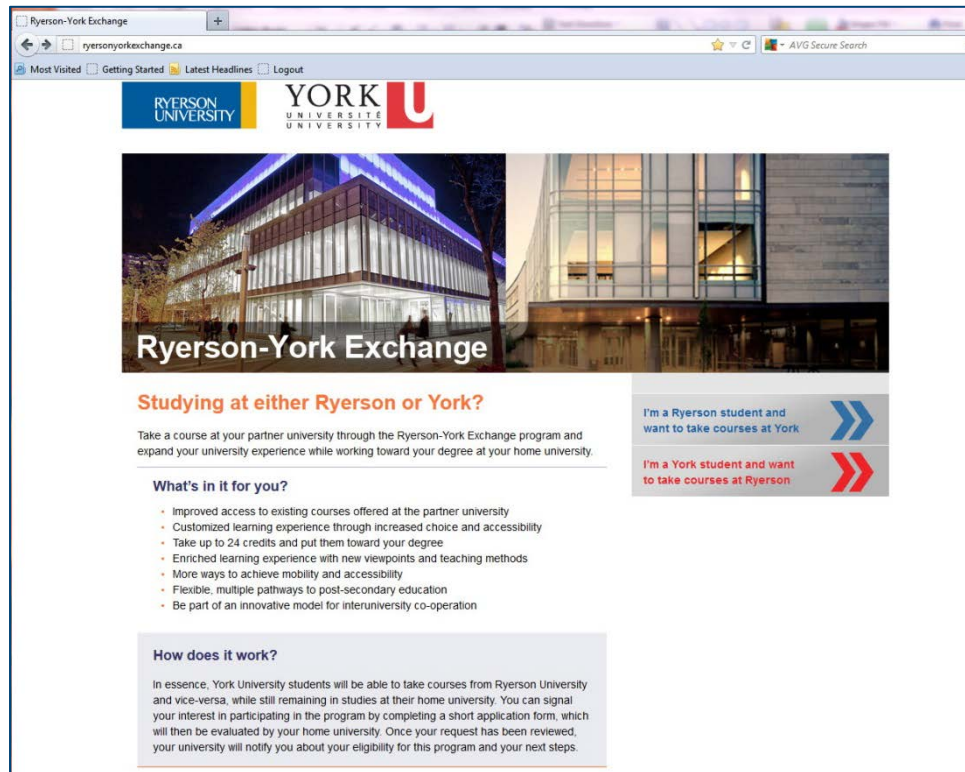 Ryerson-York Exchange
ryersonyorkexchange.ca
AVG Secure Search
Most Visited Getting Started Latest Headlines Logout
RYERSON
UNIVERSITY
YORK U
UNIVERSITÉ
UNIVERSITY
Ryerson-York Exchange
Studying at either Ryerson or York?
Take a course at your partner university through the Ryerson-York Exchange program and
expand your university experience while working toward your degree at your home university.
What's in it for you?
• Improved access to existing courses offered at the partner university
• Customized learning experience through increased choice and accessibility
• Take up to 24 credits and put them toward your degree
• Enriched learning experience with new viewpoints and teaching methods
• More ways to achieve mobility and accessibility
• Flexible, multiple pathways to post-secondary education
• Be part of an innovative model for interuniversity co-operation
How does it work?
In essence, York University students will be able to take courses from Ryerson University
and vice-versa, while still remaining in studies at their home university. You can signal
your interest in participating in the program by completing a short application form, which
will then be evaluated by your home university. Once your request has been reviewed,
your university will notify you about your eligibility for this program and your next steps.
I'm a Ryerson student and
want to take courses at York
I'm a York student and want
to take courses at Ryerson